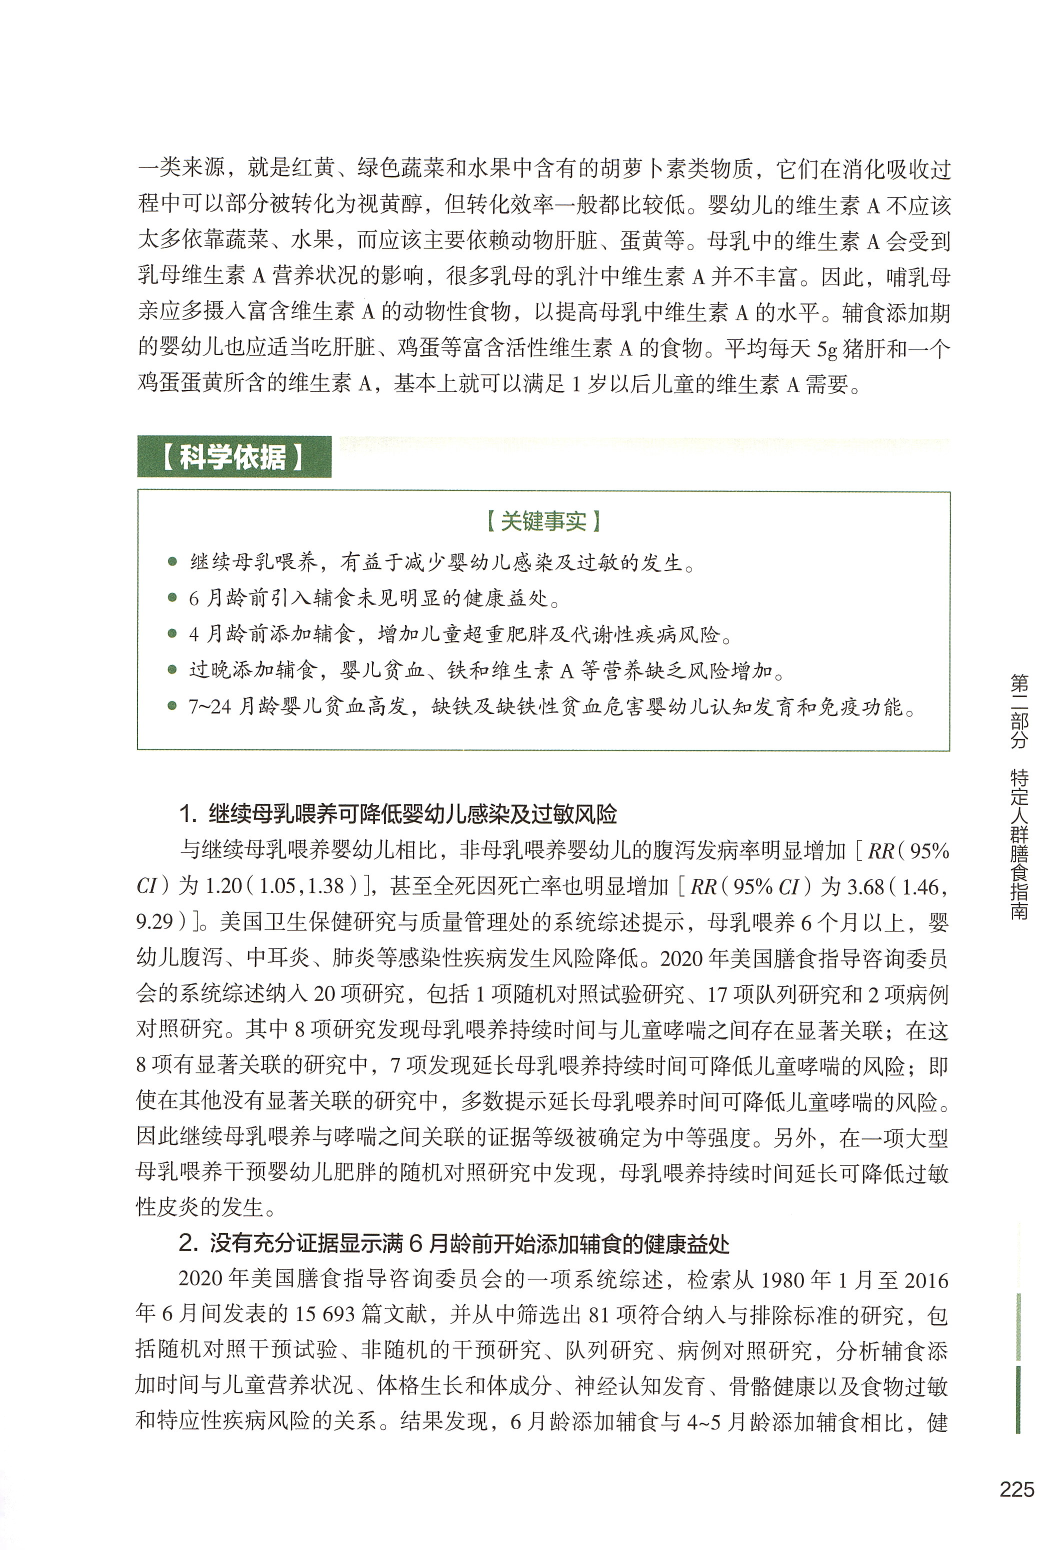 一类来源，就是红黄、绿色蔬菜和水果中含有的胡萝卜素类物质，它们在消化吸收过
程中可以部分被转化为视黄醇，但转化效率一般都比较低。婴幼儿的维生素 A 不应该
太多依靠蔬菜、水果，而应该主要依赖动物肝脏、蛋黄等。母乳中的维生素 A 会受到
乳母维生素 A 营养状况的影响，很多乳母的乳汁中维生素 A 并不丰富。因此，哺乳母
亲应多摄入富含维生素 A 的动物性食物，以提高母乳中维生素 A 的水平。辅食添加期
的婴幼儿也应适当吃肝脏、鸡蛋等富含活性维生素 A 的食物。平均每天 5g 猪肝和一个
鸡蛋蛋黄所含的维生素 A，基本上就可以满足 1 岁以后儿童的维生素 A 需要。
【科学依据】
【关键事实】
● 继续母乳喂养，有益于减少婴幼儿感染及过敏的发生。
● 6 月龄前引入辅食未见明显的健康益处。
● 4 月龄前添加辅食，增加儿童超重肥胖及代谢性疾病风险。
● 过晚添加辅食，婴儿贫血、铁和维生素 A 等营养缺乏风险增加。
● 7~24 月龄婴儿贫血高发，缺铁及缺铁性贫血危害婴幼儿认知发育和免疫功能。
1. 继续母乳喂养可降低婴幼儿感染及过敏风险
与继续母乳喂养婴幼儿相比，非母乳喂养婴幼儿的腹泻发病率明显增加［RR（95%
CI）为 1.20（1.05,1.38）］，甚至全死因死亡率也明显增加［RR（95% CI）为 3.68（1.46,
9.29）］。美国卫生保健研究与质量管理处的系统综述提示，母乳喂养 6 个月以上，婴
幼儿腹泻、中耳炎、肺炎等感染性疾病发生风险降低。2020 年美国膳食指导咨询委员
会的系统综述纳入 20 项研究，包括 1 项随机对照试验研究、17 项队列研究和 2 项病例
对照研究。其中 8 项研究发现母乳喂养持续时间与儿童哮喘之间存在显著关联；在这
8 项有显著关联的研究中，7 项发现延长母乳喂养持续时间可降低儿童哮喘的风险；即
使在其他没有显著关联的研究中，多数提示延长母乳喂养时间可降低儿童哮喘的风险。
因此继续母乳喂养与哮喘之间关联的证据等级被确定为中等强度。另外，在一项大型
母乳喂养干预婴幼儿肥胖的随机对照研究中发现，母乳喂养持续时间延长可降低过敏
性皮炎的发生。
2. 没有充分证据显示满 6 月龄前开始添加辅食的健康益处
2020 年美国膳食指导咨询委员会的一项系统综述，检索从 1980 年 1 月至 2016
年 6 月间发表的 15 693 篇文献，并从中筛选出 81 项符合纳入与排除标准的研究，包
括随机对照干预试验、非随机的干预研究、队列研究、病例对照研究，分析辅食添
加时间与儿童营养状况、体格生长和体成分、神经认知发育、骨骼健康以及食物过敏
和特应性疾病风险的关系。结果发现，6 月龄添加辅食与 4~5 月龄添加辅食相比，健
第二部分 特定人群膳食指南
225